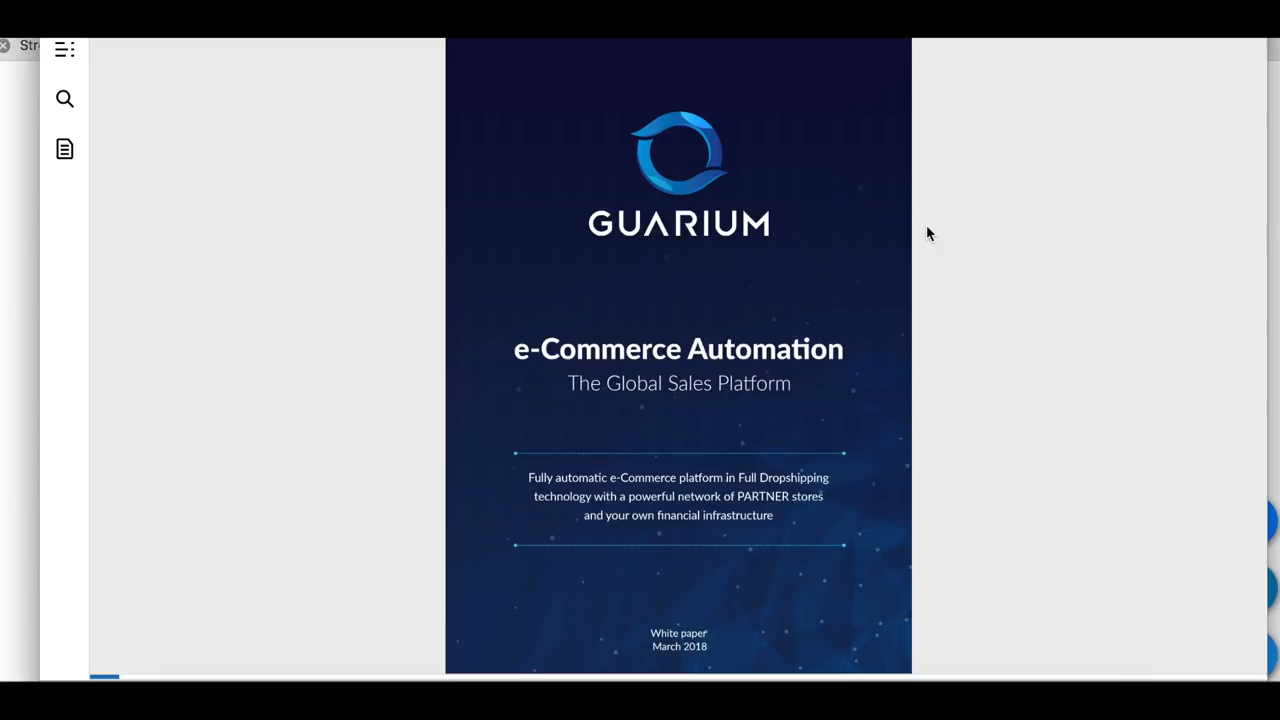 Str
GUARIUM
e-Commerce Automation
The Global Sales Platform
Fully automatic e-Commerce platform in Full Dropshipping
technology with a powerful network of PARTNER stores
and your own financial infrastructure
White paper
March 2018